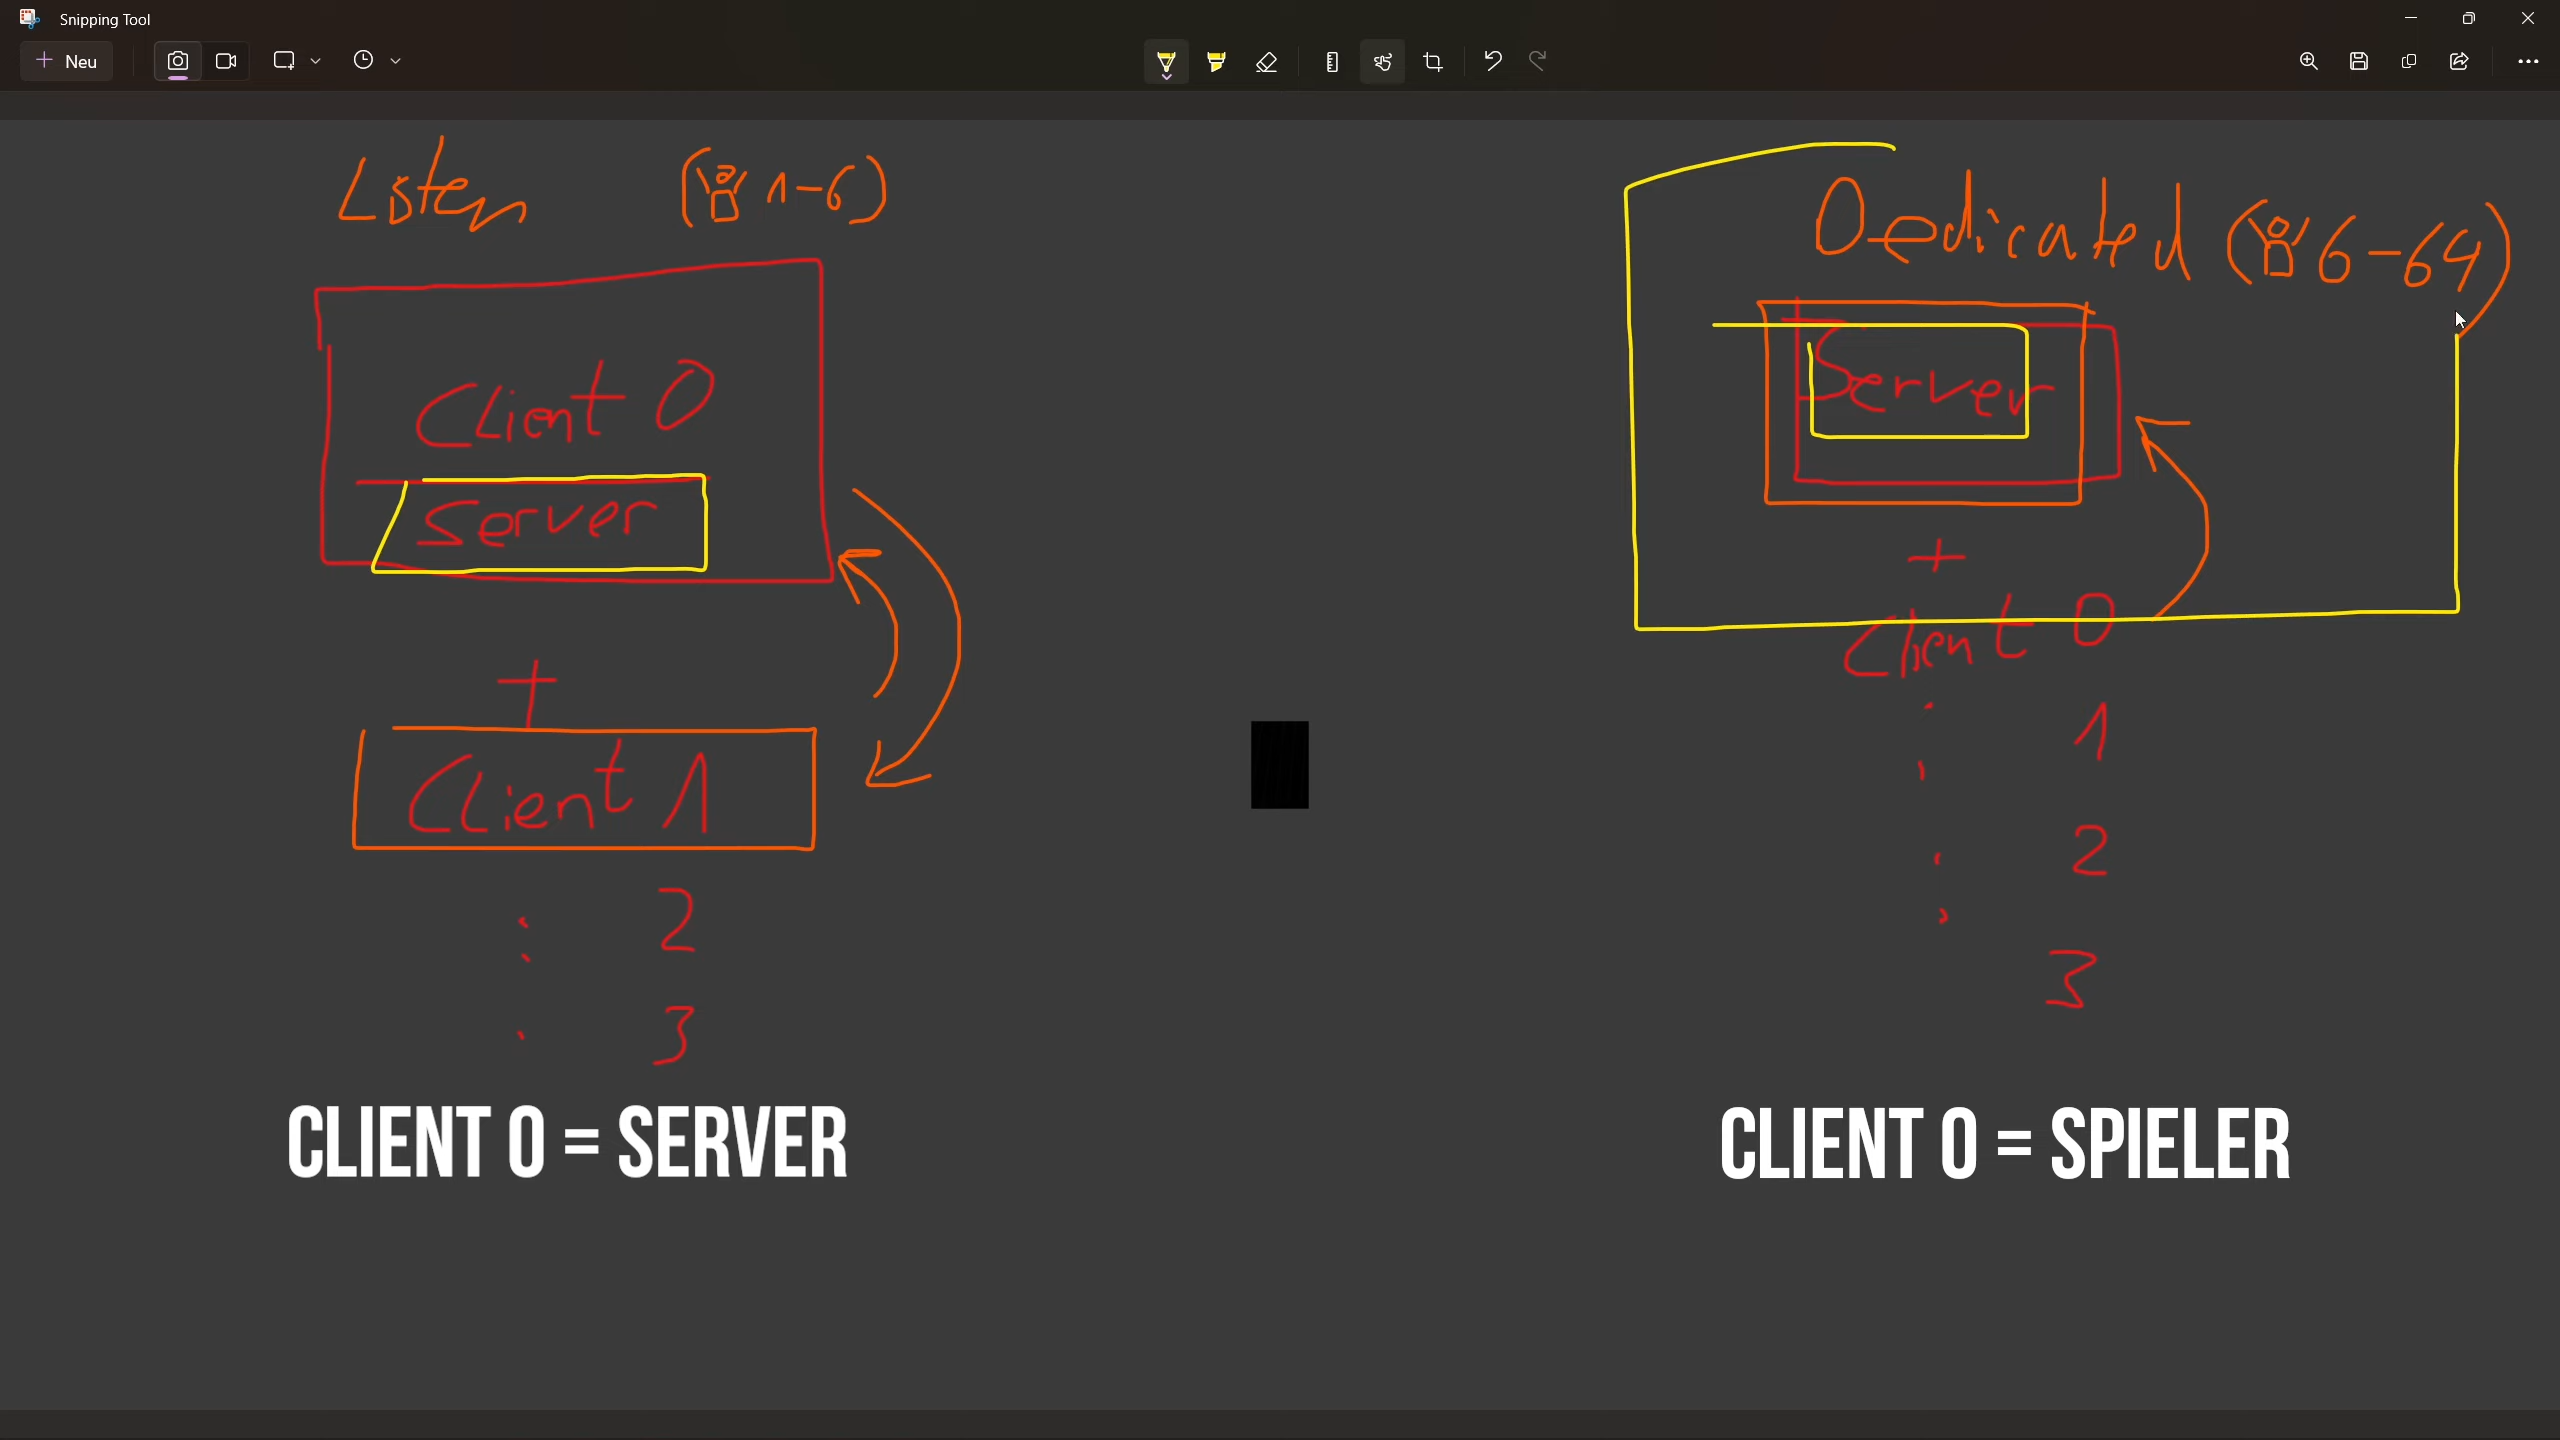 Snipping Tool
Neu
Listen (1-6)
Client 0
Server
+
Client 1
2
3
CLIENT 0 = SERVER
Dedicated (6-64)
Server
+
Client 0
1
2
3
CLIENT 0 = SPIELER